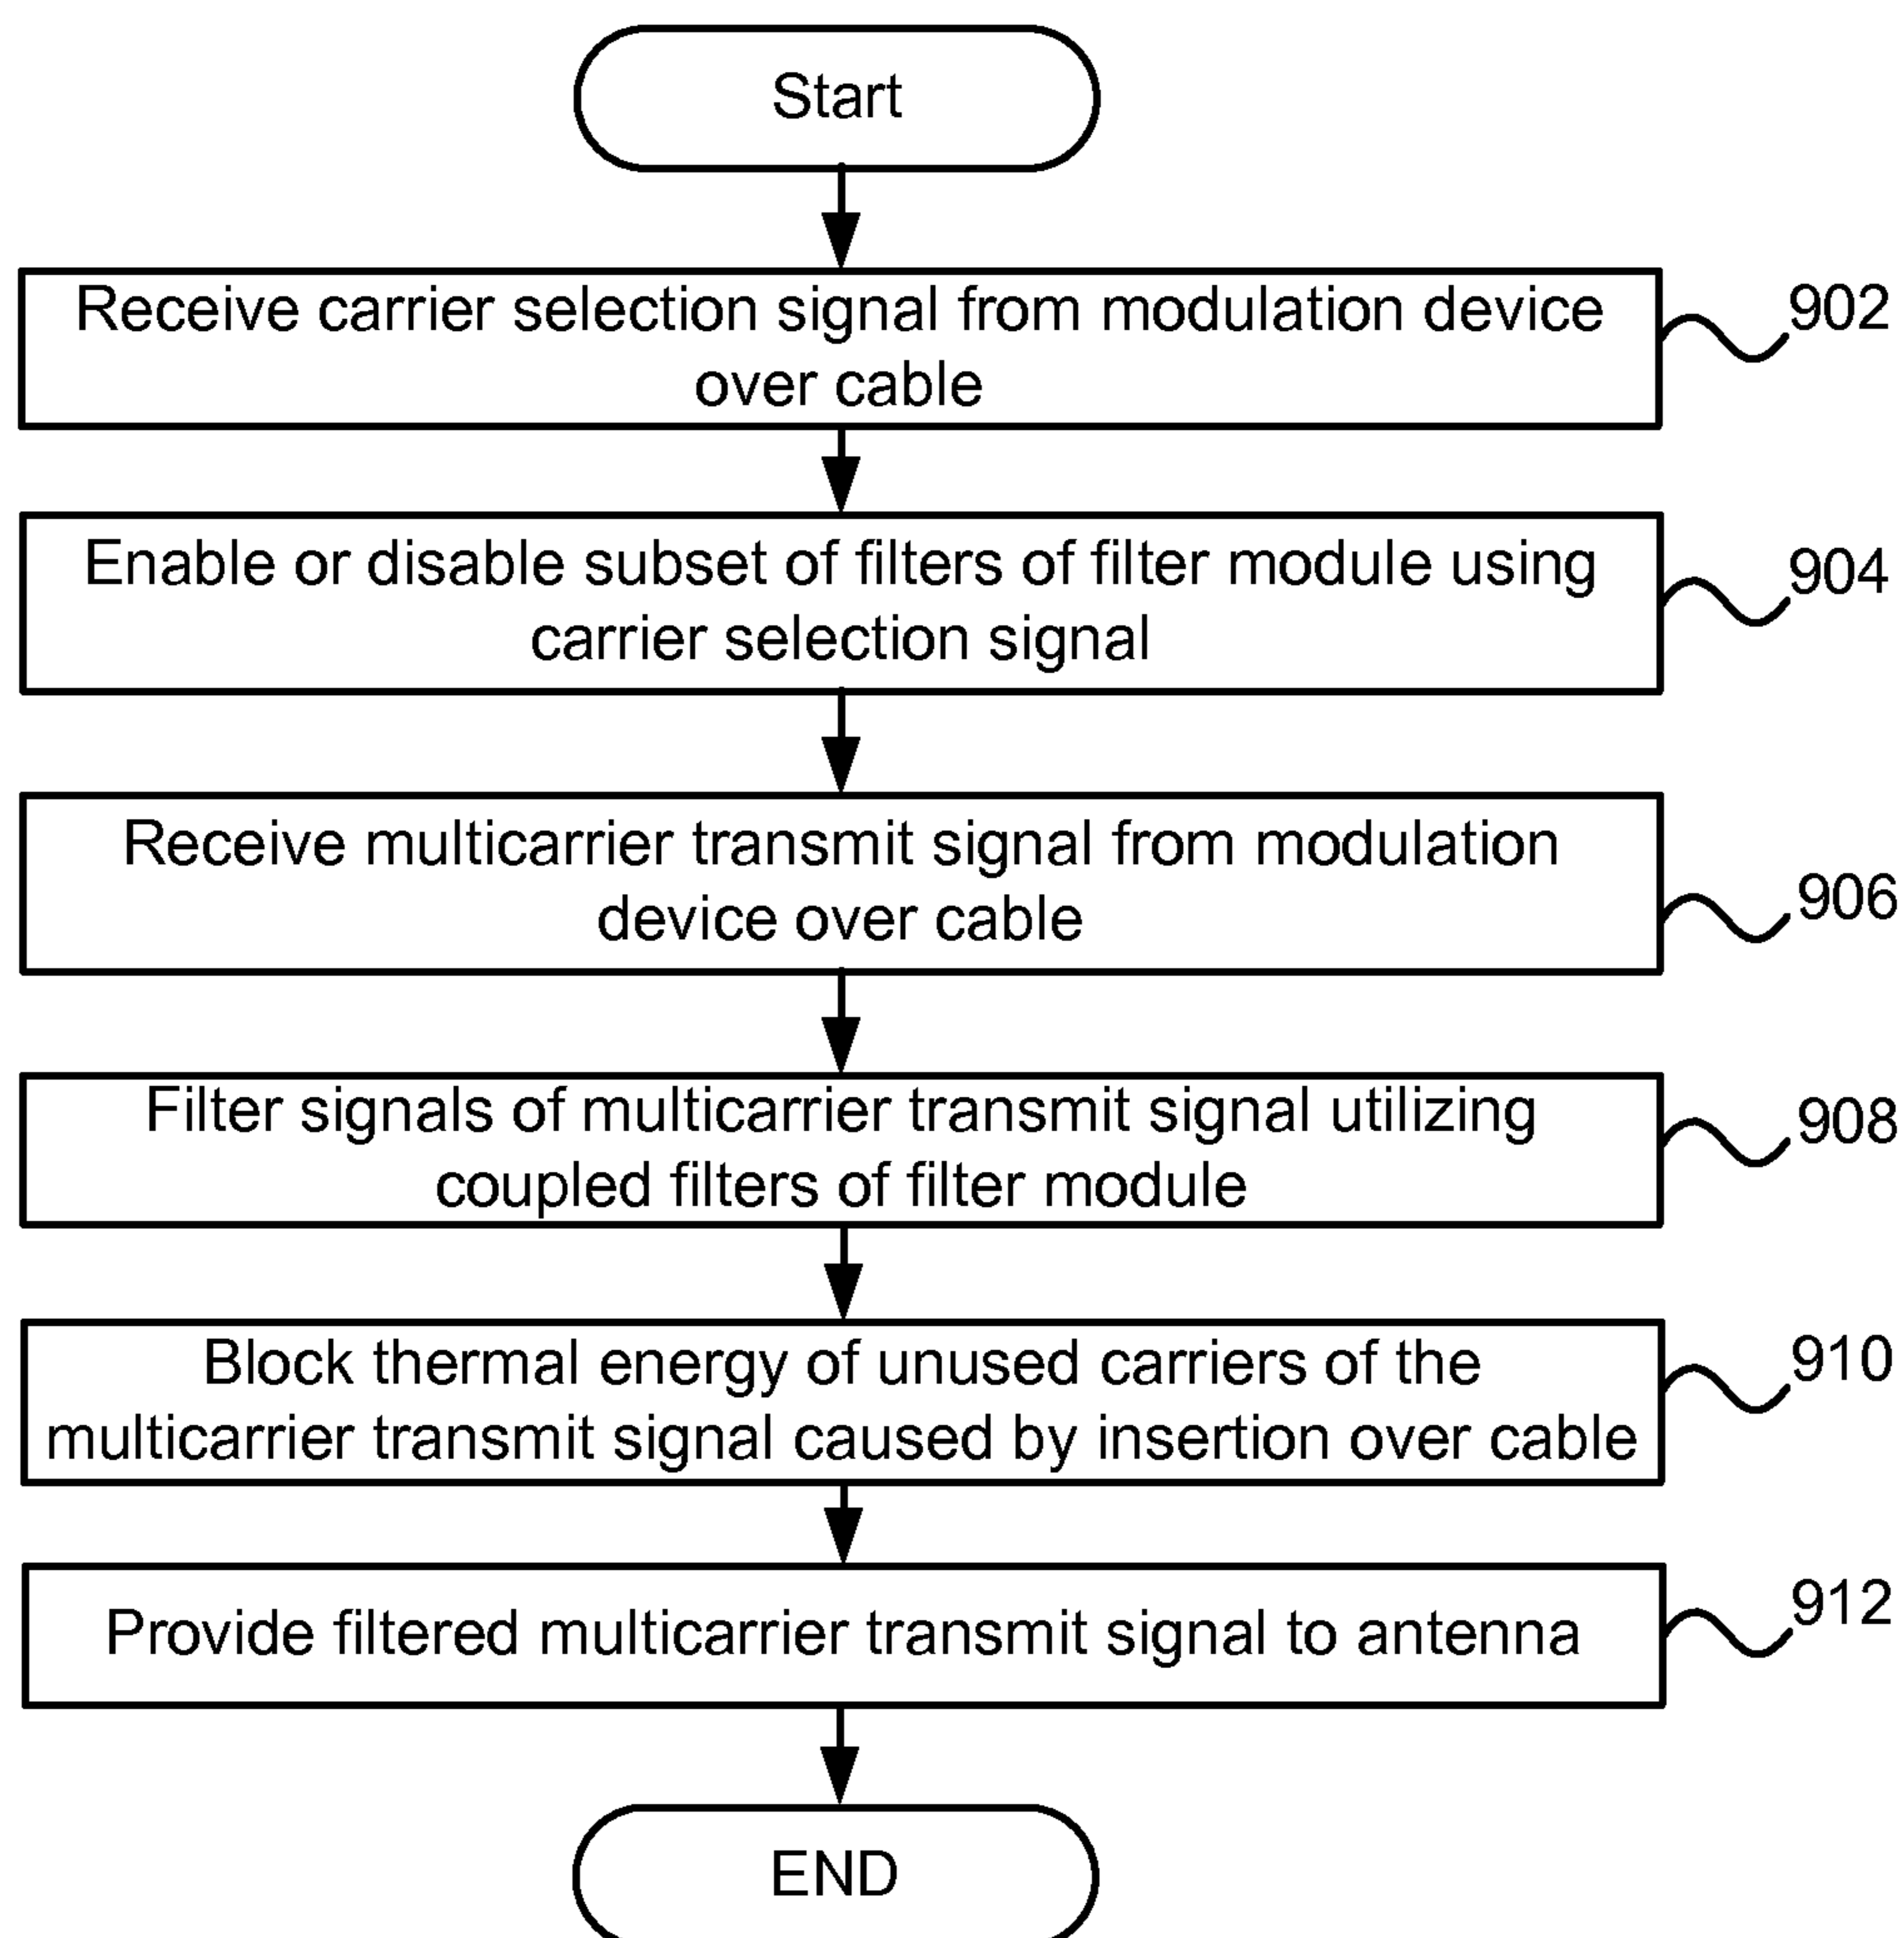 Start
Receive carrier selection signal from modulation device
over cable
902
Enable or disable subset of filters of filter module using
carrier selection signal
904
Receive multicarrier transmit signal from modulation
device over cable
906
Filter signals of multicarrier transmit signal utilizing
coupled filters of filter module
908
Block thermal energy of unused carriers of the
multicarrier transmit signal caused by insertion over cable
910
Provide filtered multicarrier transmit signal to antenna
912
END